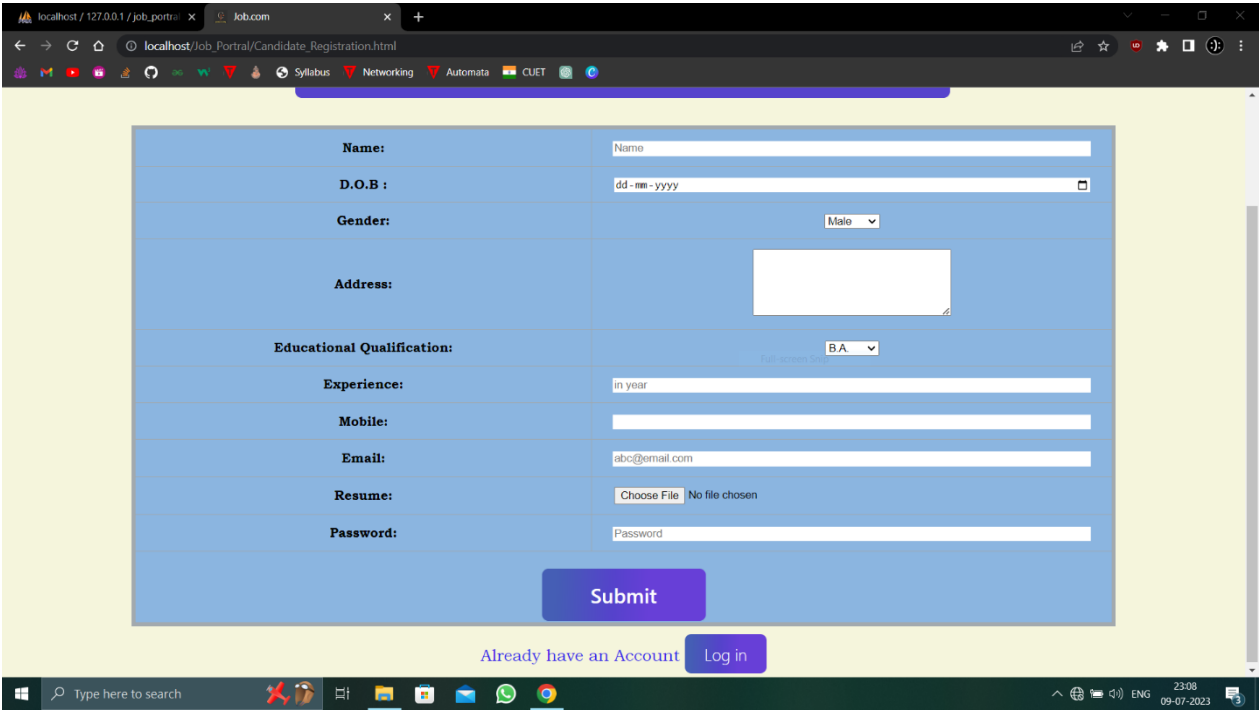 localhost / 127.0.0.1 / job_portral
Job.com
localhost/Job_Portral/Candidate_Registration.html
Syllabus Networking Automata CUET
Name: Name
D.O.B : dd-mm-yyyy
Gender: Male
Address:
Educational Qualification: B.A.
Experience: in year
Mobile:
Email: abc@email.com
Resume: Choose File No file chosen
Password: Password
Submit
Already have an Account Log in
Type here to search
ENG
23:08
09-07-2023
3